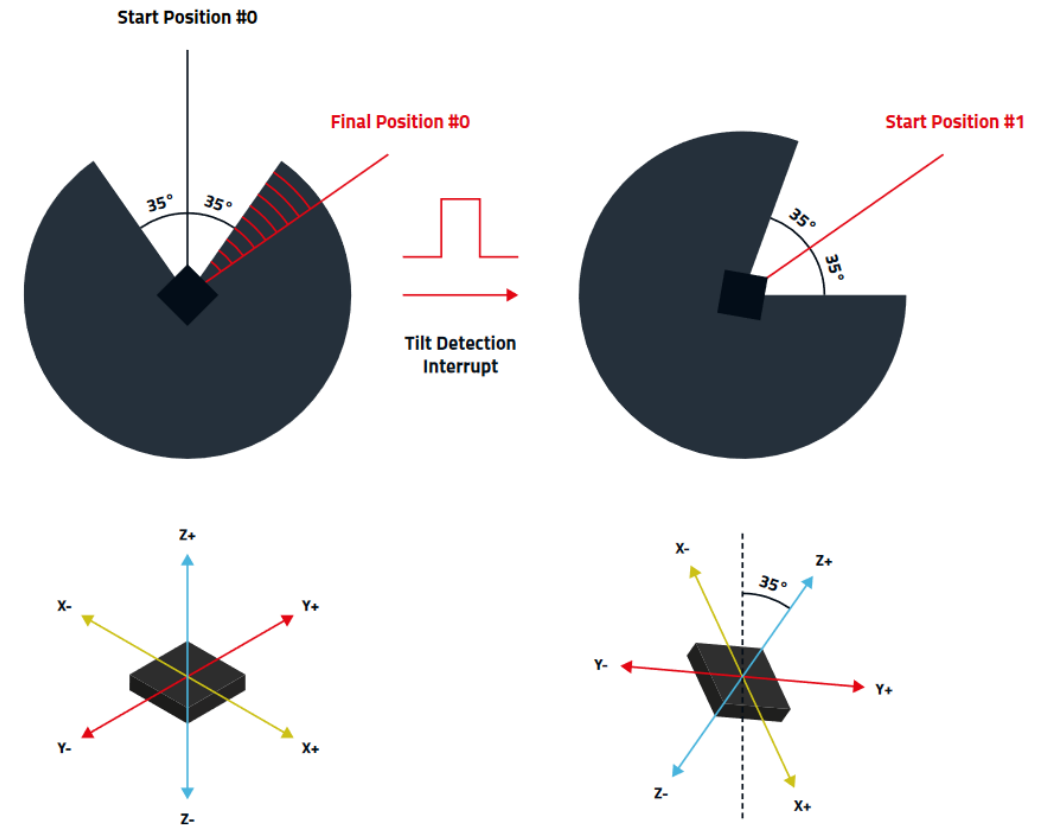 Start Position #0
Final Position #0
Start Position #1
35°
35°
35°
35°
Tilt Detection
Interrupt
Z+
X-
Y+
Y-
X+
Z-
X-
Z+
35°
Y-
Y+
Z-
X+